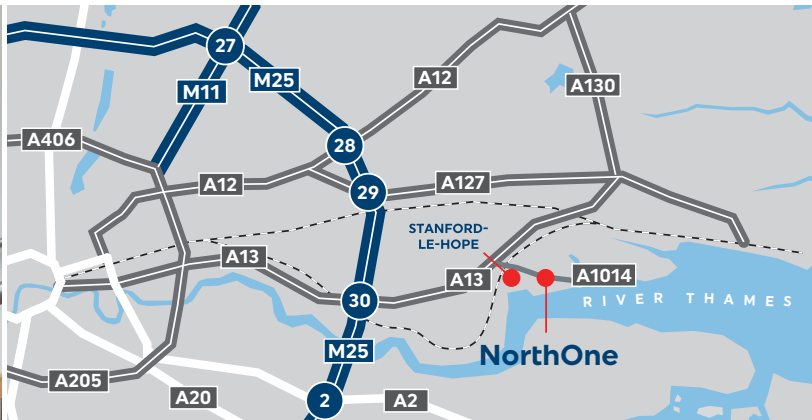 27
M11
M25
A12
A130
A406
28
A12
29
A127
STANFORD-
LE-HOPE
A13
A13
A1014
30
RIVER THAMES
M25
NorthOne
A205
A20
2
A2